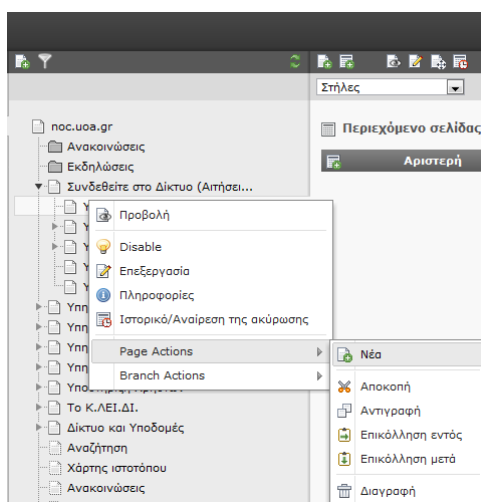 Στήλες
noc.uoa.gr
Περιεχόμενο σελίδας
Ανακοινώσεις
Εκδηλώσεις
Αριστερή
Συνδεθείτε στο Δίκτυο (Αιτήσει...
Προβολή
Disable
Επεξεργασία
Πληροφορίες
Ιστορικό/Αναίρεση της ακύρωσης
Page Actions
Νέα
Branch Actions
Αποκοπή
Το Κ.ΛΕΙ.ΔΙ.
Αντιγραφή
Δίκτυο και Υποδομές
Επικόλληση εντός
Αναζήτηση
Επικόλληση μετά
Χάρτης ιστοτόπου
Ανακοινώσεις
Διαγραφή